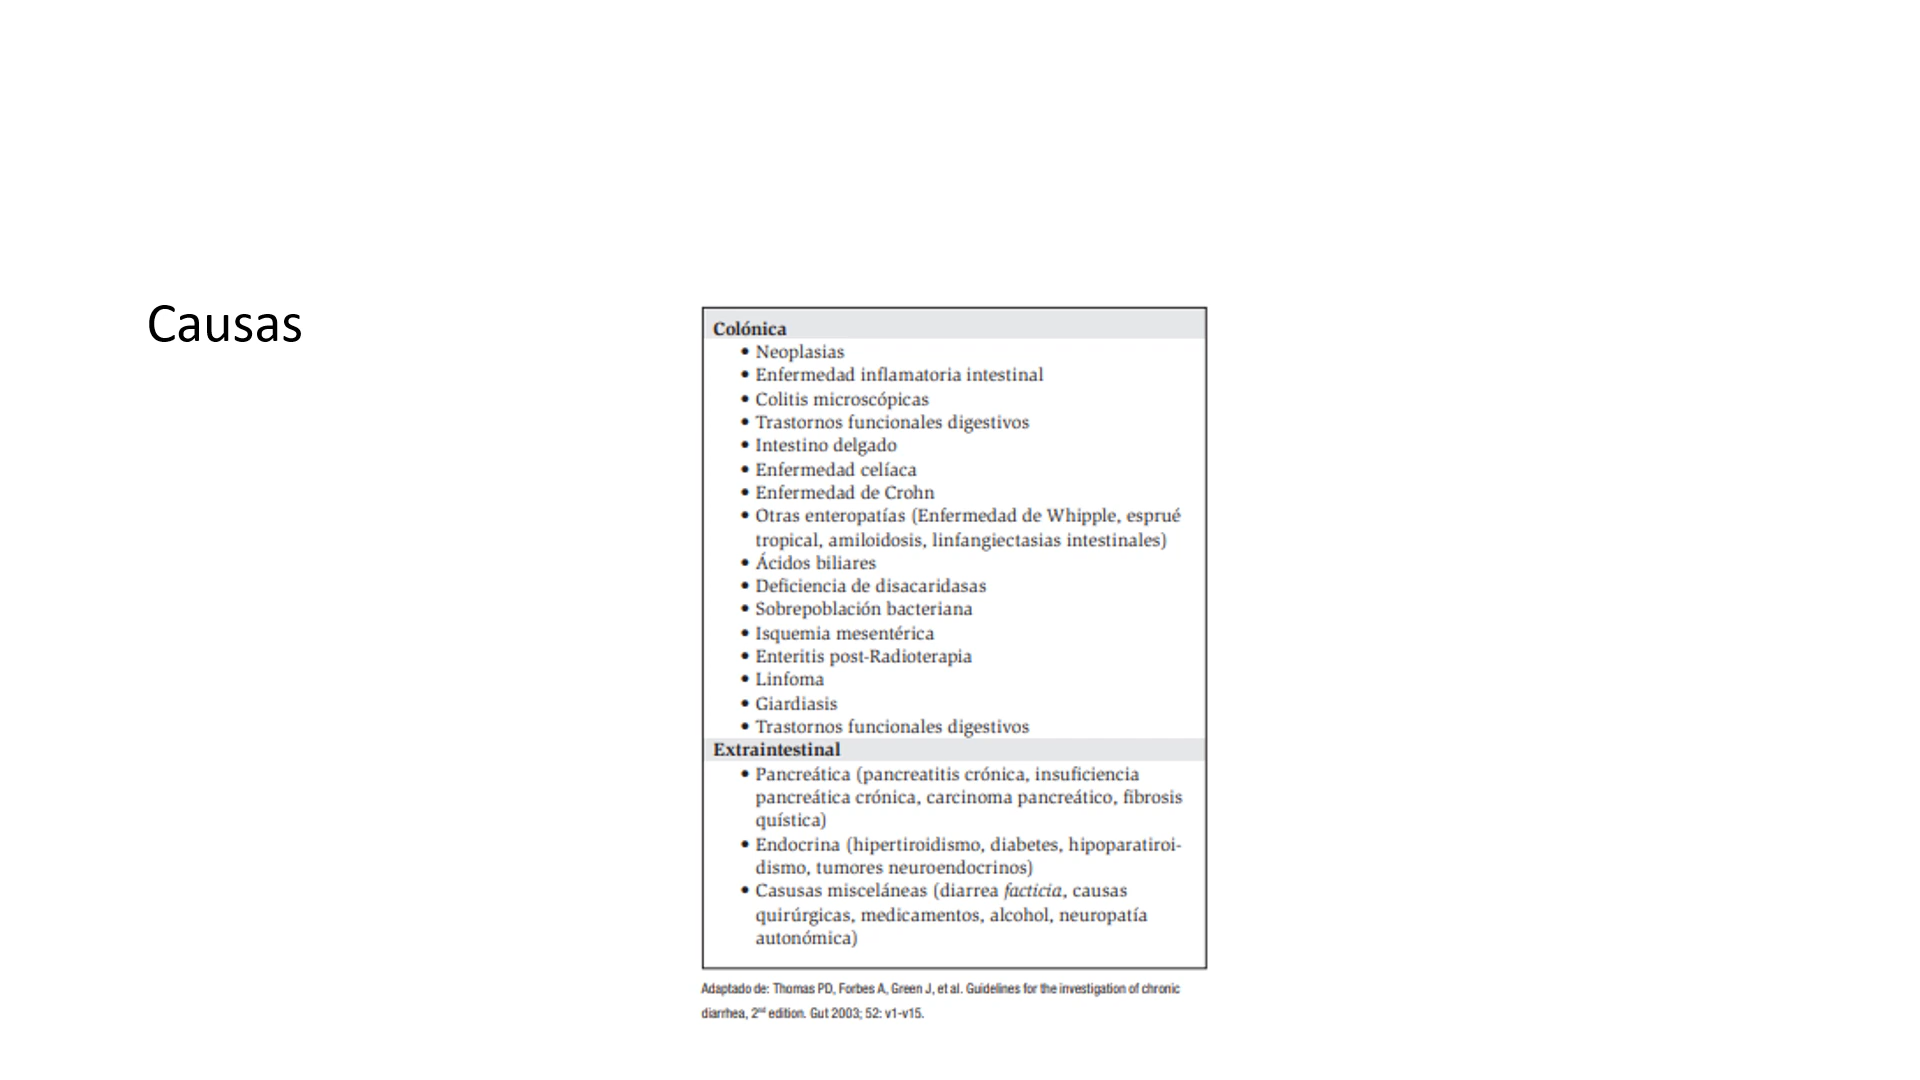 Causas
Colónica
• Neoplasias
• Enfermedad inflamatoria intestinal
• Colitis microscópicas
• Trastornos funcionales digestivos
• Intestino delgado
• Enfermedad celíaca
• Enfermedad de Crohn
• Otras enteropatías (Enfermedad de Whipple, esprué
tropical, amiloidosis, linfangiectasias intestinales)
• Ácidos biliares
• Deficiencia de disacaridasas
• Sobrepoblación bacteriana
• Isquemia mesentérica
• Enteritis post-Radioterapia
• Linfoma
• Giardiasis
• Trastornos funcionales digestivos
Extraintestinal
• Pancreática (pancreatitis crónica, insuficiencia
pancreática crónica, carcinoma pancreático, fibrosis
quística)
• Endocrina (hipertiroidismo, diabetes, hipoparatiroi-
dismo, tumores neuroendocrinos)
• Casusas misceláneas (diarrea facticia, causas
quirúrgicas, medicamentos, alcohol, neuropatía
autonómica)
Adaptado de: Thomas PD, Forbes A, Green J, et al. Guidelines for the investigation of chronic
diarrhea, 2nd edition. Gut 2003; 52: v1-v15.